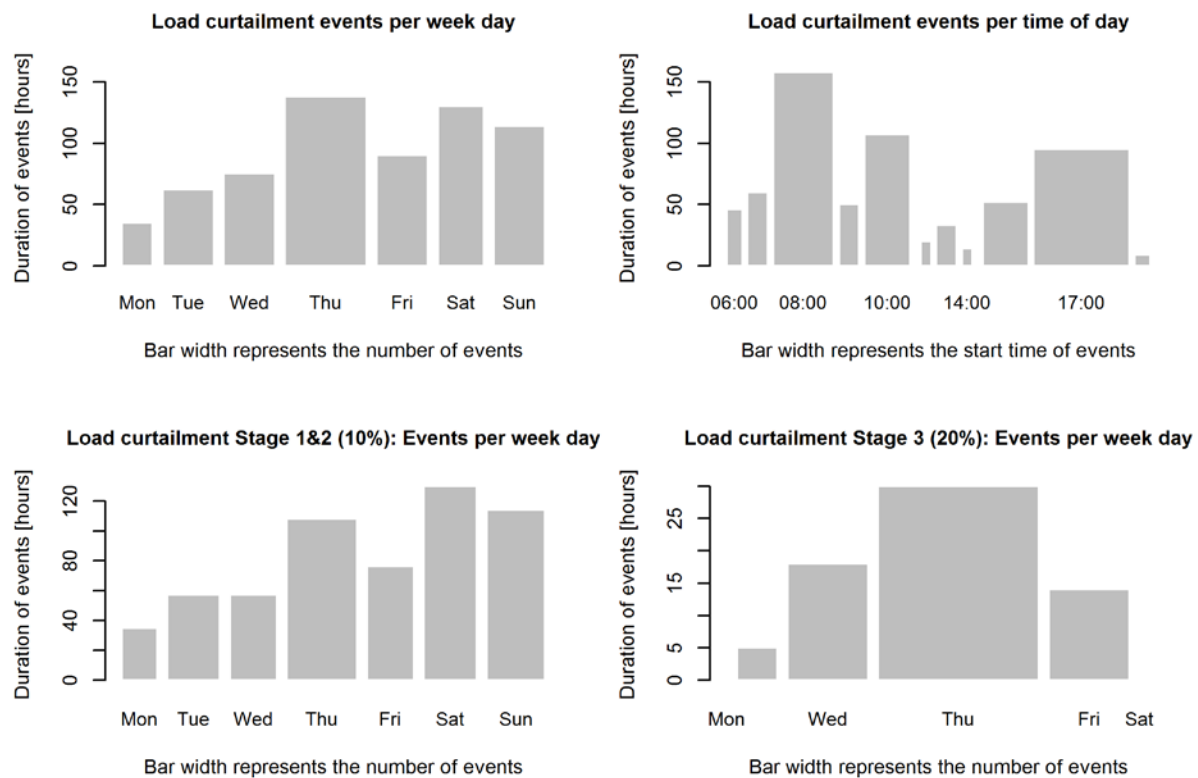 Load curtailment events per week day
Duration of events [hours]
0 50 100 150
Mon Tue Wed Thu Fri Sat Sun
Bar width represents the number of events
Load curtailment events per time of day
Duration of events [hours]
0 50 100 150
06:00 08:00 10:00 14:00 17:00
Bar width represents the start time of events
Load curtailment Stage 1&2 (10%): Events per week day
Duration of events [hours]
0 40 80 120
Mon Tue Wed Thu Fri Sat Sun
Bar width represents the number of events
Load curtailment Stage 3 (20%): Events per week day
Duration of events [hours]
0 5 15 25
Mon Wed Thu Fri Sat
Bar width represents the number of events